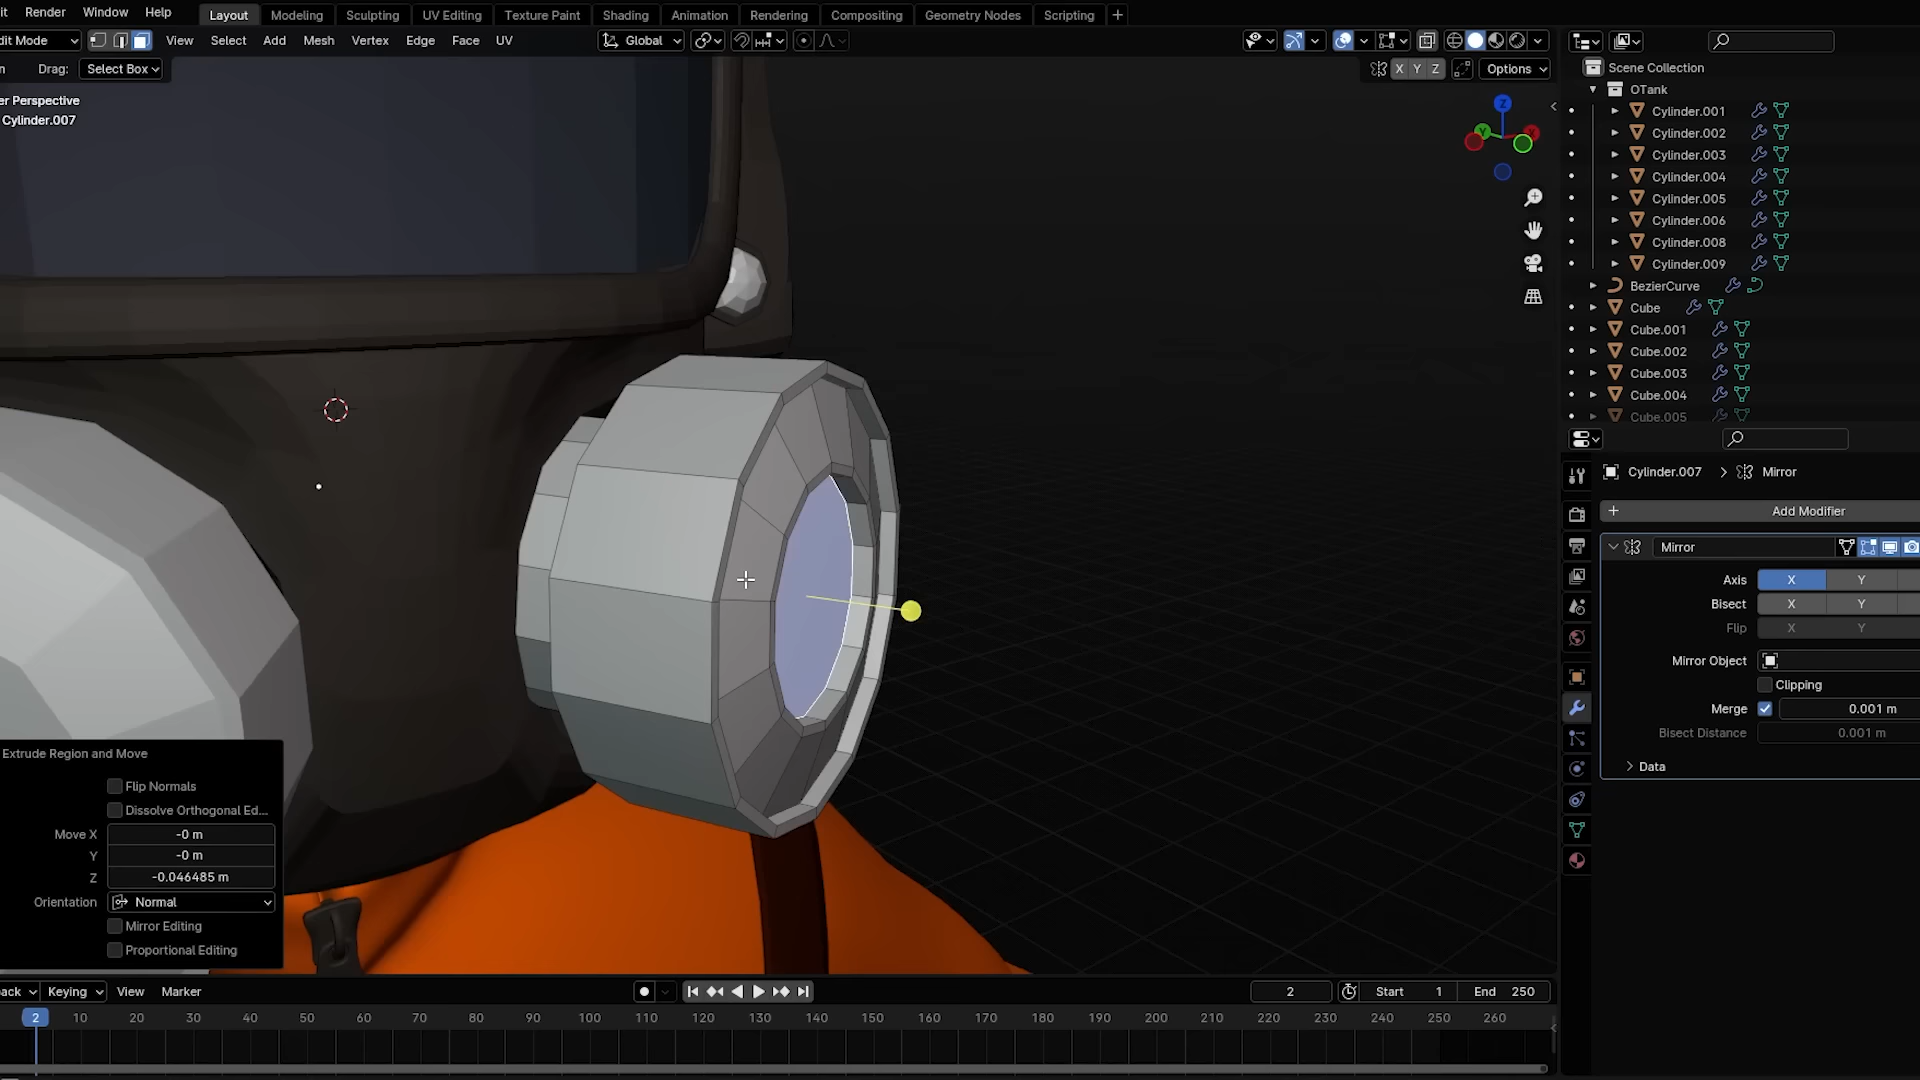 it Render Window Help Layout Modeling Sculpting UV Editing Texture Paint Shading Animation Rendering Compositing Geometry Nodes Scripting +
dit Mode View Select Add Mesh Vertex Edge Face UV Global
n Drag: Select Box X Y Z Options
er Perspective
Cylinder.007
Z
Y
Scene Collection
OTank
Cylinder.001
Cylinder.002
Cylinder.003
Cylinder.004
Cylinder.005
Cylinder.006
Cylinder.008
Cylinder.009
BezierCurve
Cube
Cube.001
Cube.002
Cube.003
Cube.004
Cube.005
Cylinder.007 > Mirror
+ Add Modifier
Mirror
Axis X Y
Bisect X Y
Flip X Y
Mirror Object
Clipping
Merge 0.001 m
Bisect Distance 0.001 m
Data
Extrude Region and Move
Flip Normals
Dissolve Orthogonal Ed...
Move X -0 m
Y -0 m
Z -0.046485 m
Orientation Normal
Mirror Editing
Proportional Editing
ack Keying View Marker 2 Start 1 End 250
2 10 20 30 40 50 60 70 80 90 100 110 120 130 140 150 160 170 180 190 200 210 220 230 240 250 260